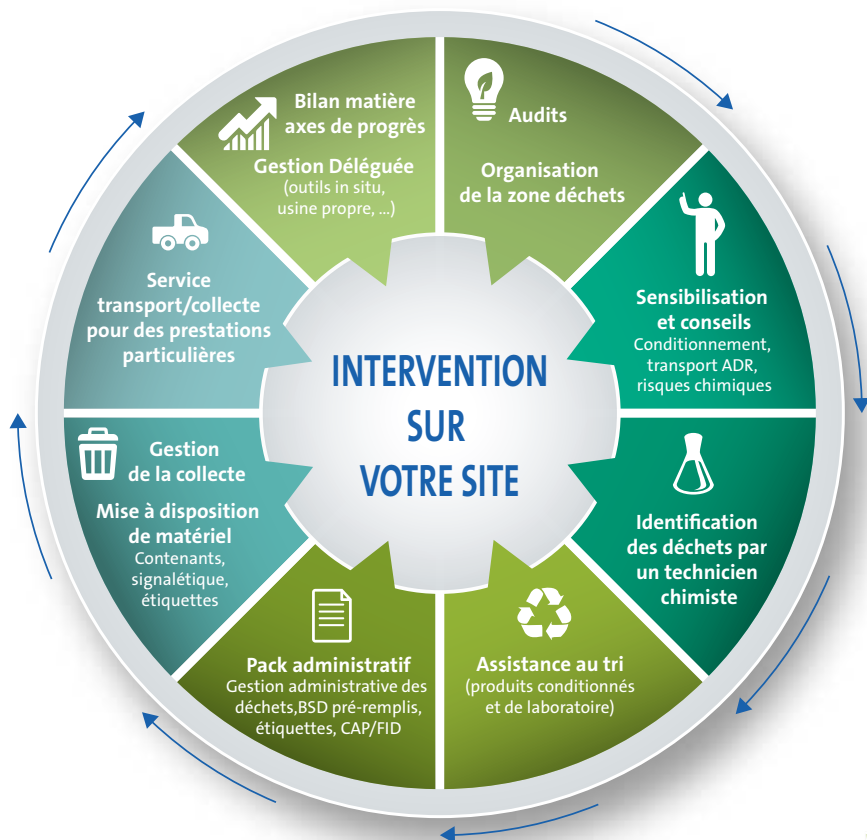 INTERVENTION
SUR
VOTRE SITE
Audits
Organisation
de la zone déchets
Sensibilisation
et conseils
Conditionnement,
transport ADR,
risques chimiques
Identification
des déchets par
un technicien
chimiste
Assistance au tri
(produits conditionnés
et de laboratoire)
Pack administratif
Gestion administrative des
déchets,BSD pré-remplis,
étiquettes, CAP/FID
Gestion
de la collecte
Mise à disposition
de matériel
Contenants,
signalétique,
étiquettes
Service
transport/collecte
pour des prestations
particulières
Bilan matière
axes de progrès
Gestion Déléguée
(outils in situ,
usine propre, ...)